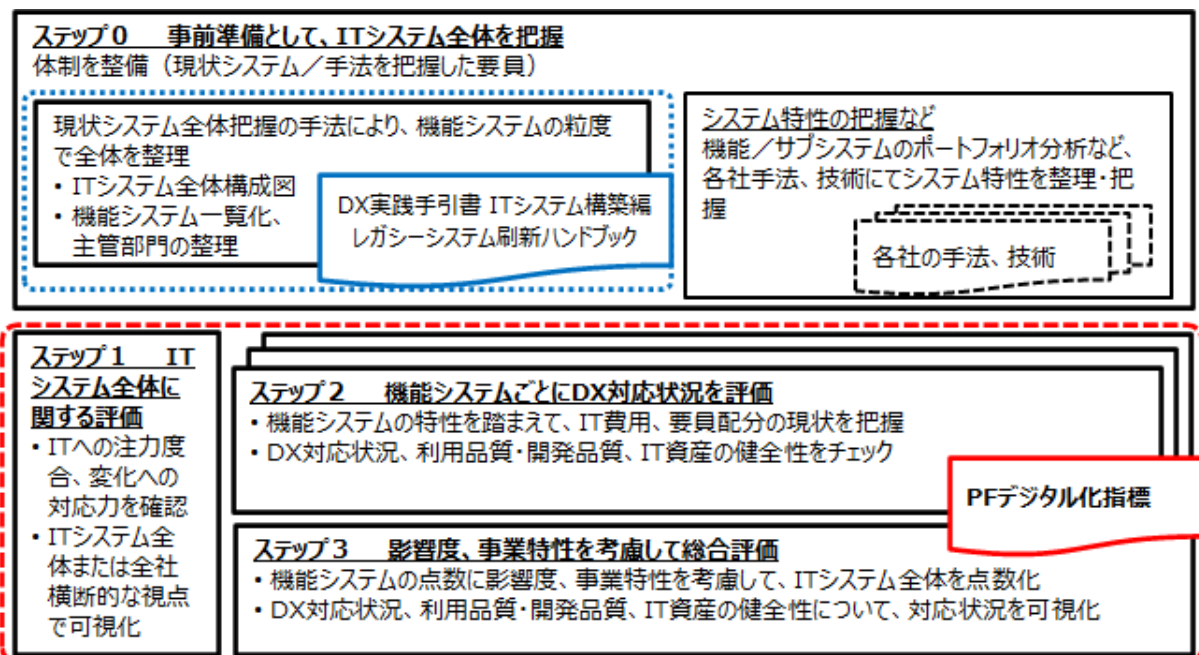 ステップ0 事前準備として、ITシステム全体を把握
体制を整備（現状システム／手法を把握した要員）
現状システム全体把握の手法により、機能システムの粒度
で全体を整理
• ITシステム全体構成図
• 機能システム一覧化、
主管部門の整理
DX実践手引書 ITシステム構築編
レガシーシステム刷新ハンドブック
システム特性の把握など
機能／サブシステムのポートフォリオ分析など、
各社手法、技術にてシステム特性を整理・把
握
各社の手法、技術
ステップ1 IT
システム全体に
関する評価
• ITへの注力度
合、変化への
対応力を確認
• ITシステム全
体または全社
横断的な視点
で可視化
ステップ2 機能システムごとにDX対応状況を評価
• 機能システムの特性を踏まえて、IT費用、要員配分の現状を把握
• DX対応状況、利用品質・開発品質、IT資産の健全性をチェック
PFデジタル化指標
ステップ3 影響度、事業特性を考慮して総合評価
• 機能システムの点数に影響度、事業特性を考慮して、ITシステム全体を点数化
• DX対応状況、利用品質・開発品質、IT資産の健全性について、対応状況を可視化